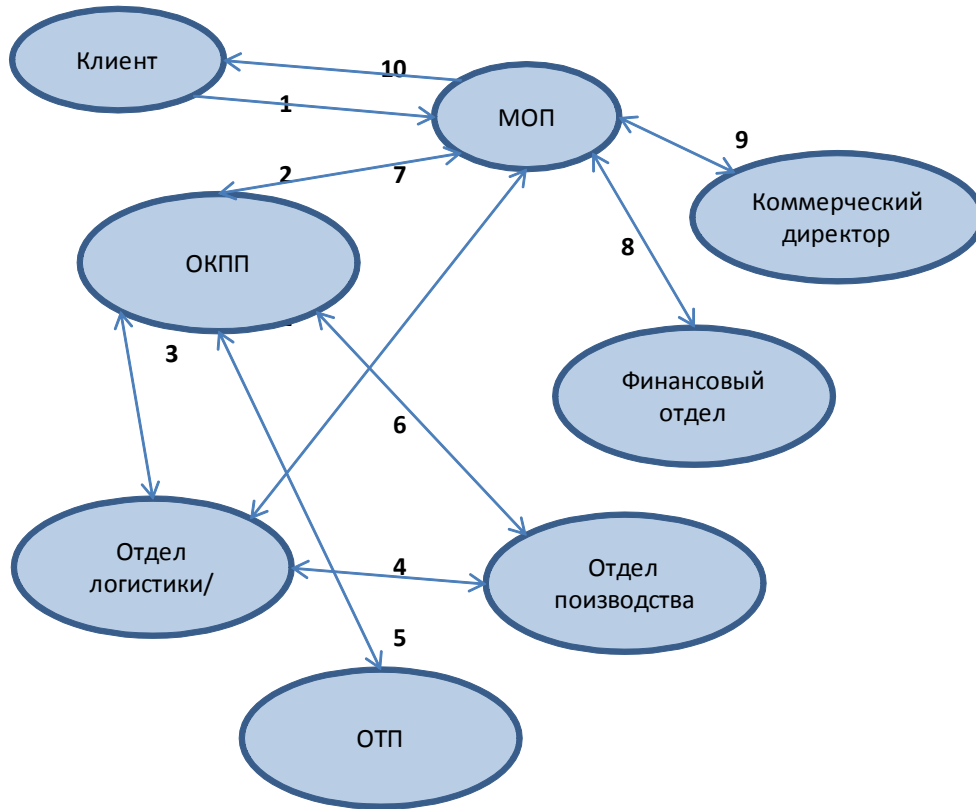 Клиент
10
1
МОП
9
2
7
Коммерческий
директор
8
ОКПП
3
Финансовый
отдел
6
Отдел
логистики/
4
Отдел
поизводства
5
ОТП